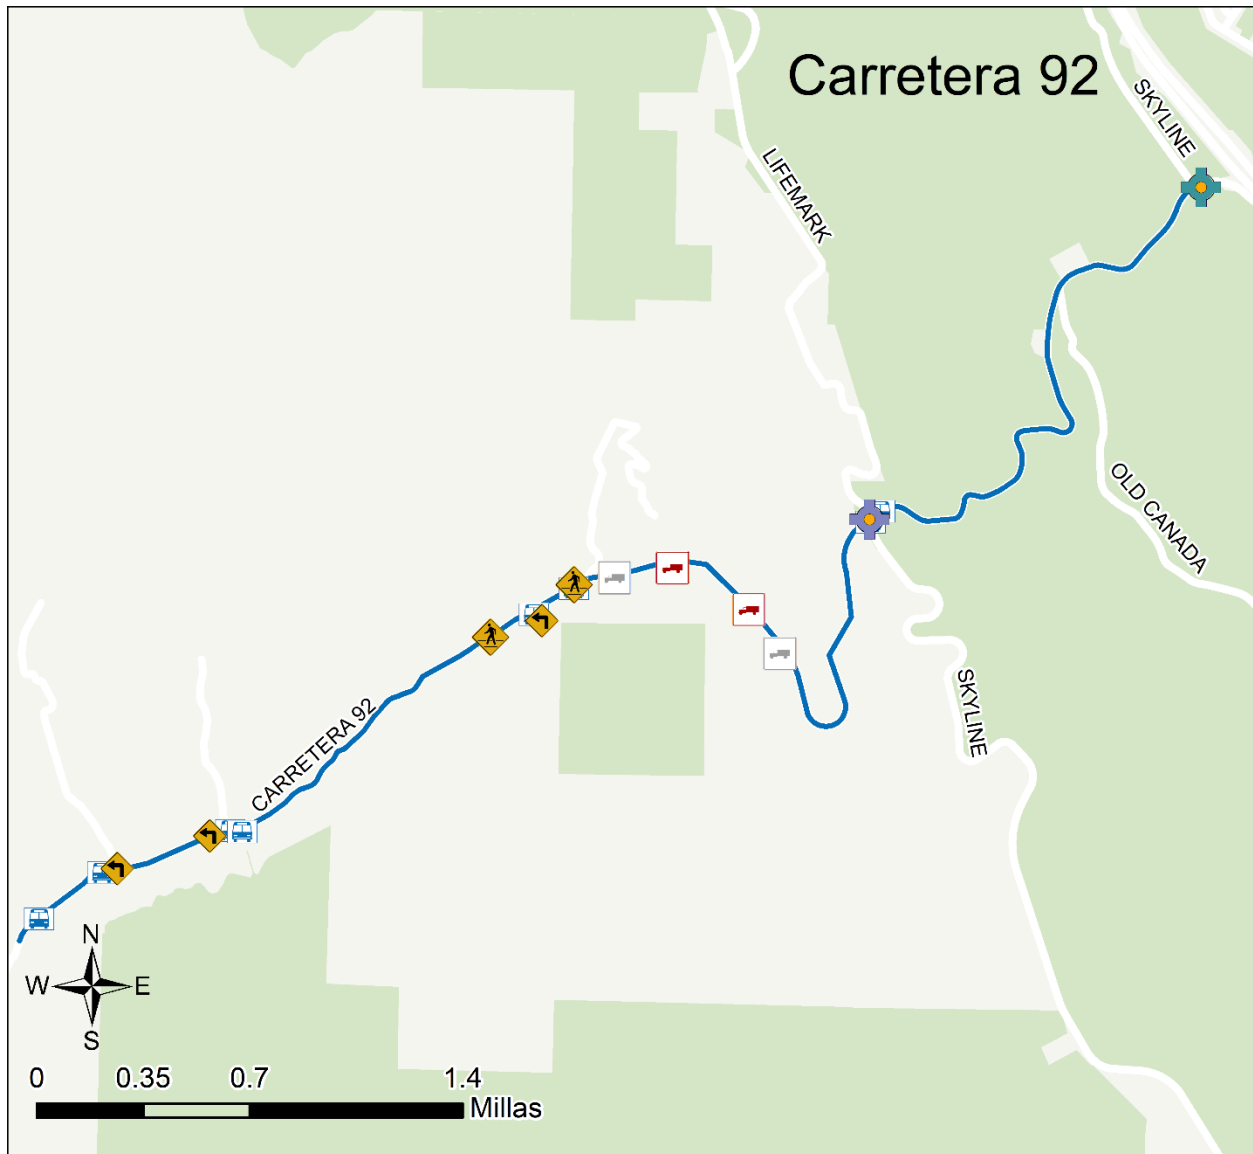 Carretera 92
SKYLINE
LIFEMARK
OLD CANADA
SKYLINE
CARRETERA 92
N
W E
S
0 0.35 0.7 1.4
Millas